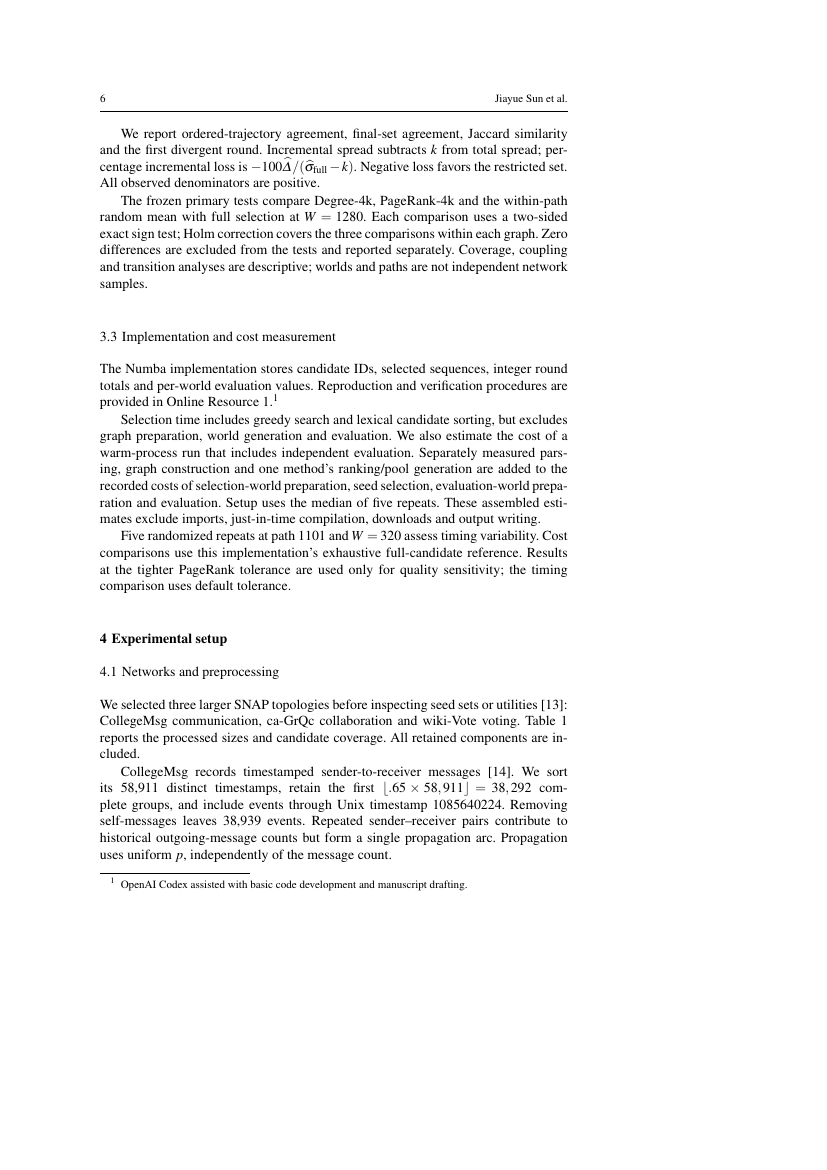 6 Jiayue Sun et al.
We report ordered-trajectory agreement, final-set agreement, Jaccard similarity
and the first divergent round. Incremental spread subtracts k from total spread; per-
centage incremental loss is −100Δ̂/(σ̂full − k). Negative loss favors the restricted set.
All observed denominators are positive.
The frozen primary tests compare Degree-4k, PageRank-4k and the within-path
random mean with full selection at W = 1280. Each comparison uses a two-sided
exact sign test; Holm correction covers the three comparisons within each graph. Zero
differences are excluded from the tests and reported separately. Coverage, coupling
and transition analyses are descriptive; worlds and paths are not independent network
samples.
3.3 Implementation and cost measurement
The Numba implementation stores candidate IDs, selected sequences, integer round
totals and per-world evaluation values. Reproduction and verification procedures are
provided in Online Resource 1.1
Selection time includes greedy search and lexical candidate sorting, but excludes
graph preparation, world generation and evaluation. We also estimate the cost of a
warm-process run that includes independent evaluation. Separately measured pars-
ing, graph construction and one method's ranking/pool generation are added to the
recorded costs of selection-world preparation, seed selection, evaluation-world prepa-
ration and evaluation. Setup uses the median of five repeats. These assembled esti-
mates exclude imports, just-in-time compilation, downloads and output writing.
Five randomized repeats at path 1101 and W = 320 assess timing variability. Cost
comparisons use this implementation's exhaustive full-candidate reference. Results
at the tighter PageRank tolerance are used only for quality sensitivity; the timing
comparison uses default tolerance.
4 Experimental setup
4.1 Networks and preprocessing
We selected three larger SNAP topologies before inspecting seed sets or utilities [13]:
CollegeMsg communication, ca-GrQc collaboration and wiki-Vote voting. Table 1
reports the processed sizes and candidate coverage. All retained components are in-
cluded.
CollegeMsg records timestamped sender-to-receiver messages [14]. We sort
its 58,911 distinct timestamps, retain the first ⌊.65 × 58,911⌋ = 38,292 com-
plete groups, and include events through Unix timestamp 1085640224. Removing
self-messages leaves 38,939 events. Repeated sender–receiver pairs contribute to
historical outgoing-message counts but form a single propagation arc. Propagation
uses uniform p, independently of the message count.
1 OpenAI Codex assisted with basic code development and manuscript drafting.